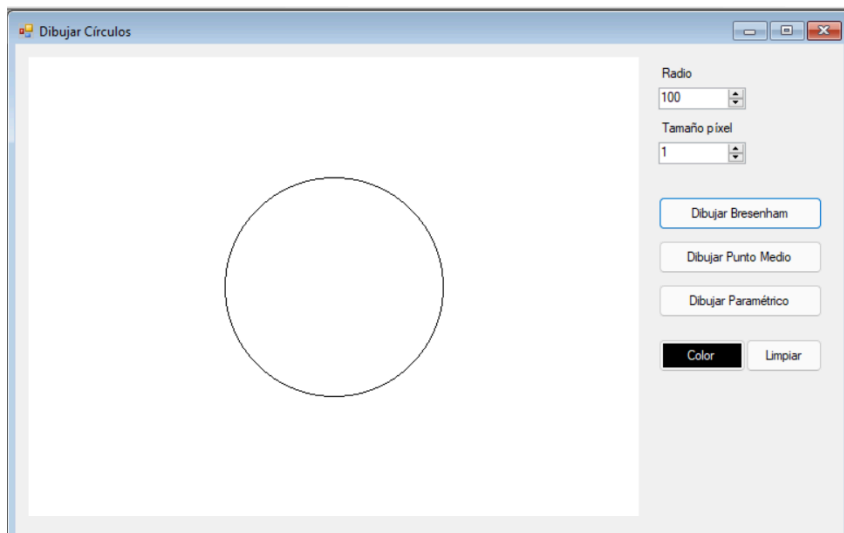 Dibujar Círculos
Radio
100
Tamaño píxel
1
Dibujar Bresenham
Dibujar Punto Medio
Dibujar Paramétrico
Color Limpiar